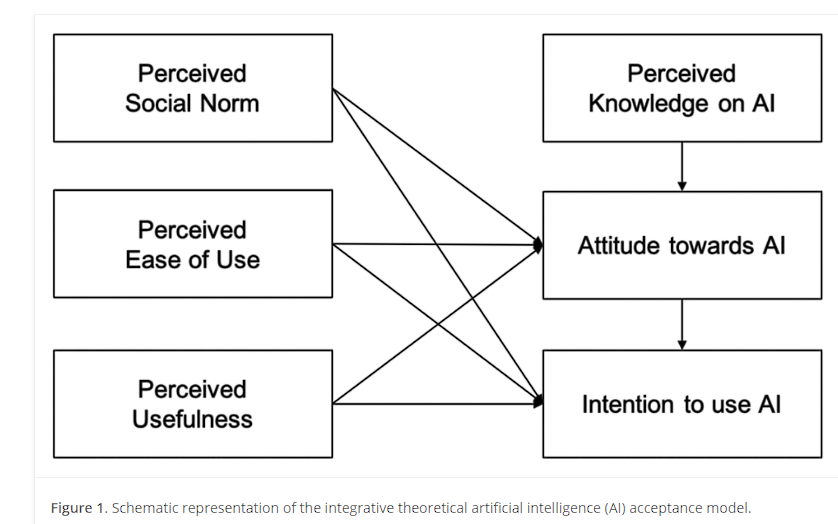 Perceived
Social Norm
Perceived
Knowledge on AI
Perceived
Ease of Use
Attitude towards AI
Perceived
Usefulness
Intention to use AI
Figure 1. Schematic representation of the integrative theoretical artificial intelligence (AI) acceptance model.